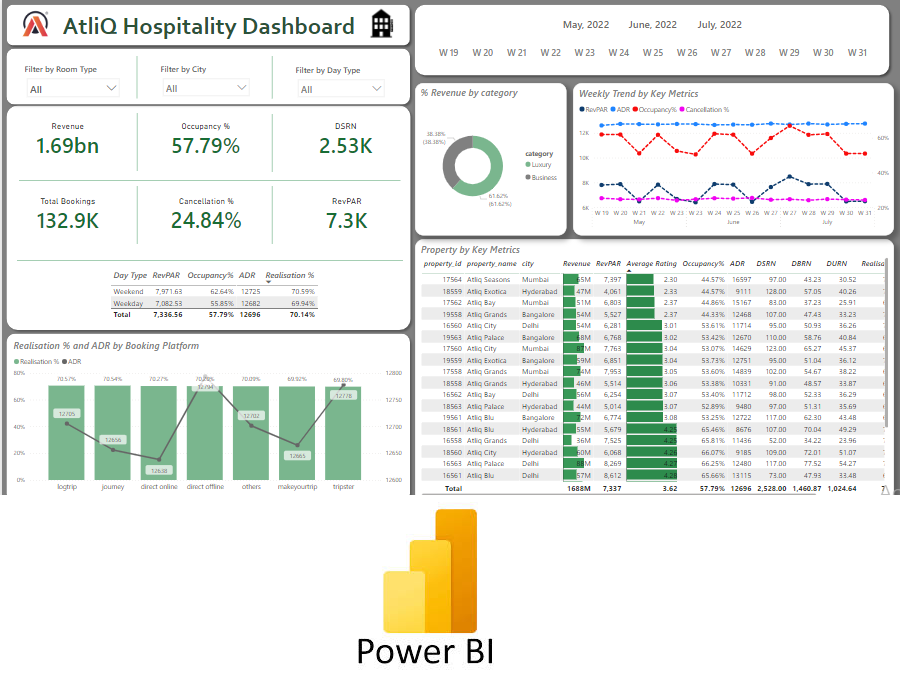 AtliQ Hospitality Dashboard
May, 2022 June, 2022 July, 2022
W 19 W 20 W 21 W 22 W 23 W 24 W 25 W 26 W 27 W 28 W 29 W 30 W 31
Filter by Room Type
All
Filter by City
All
Filter by Day Type
All
Revenue
1.69bn
Occupancy %
57.79%
DSRN
2.53K
Total Bookings
132.9K
Cancellation %
24.84%
RevPAR
7.3K
Day Type RevPAR Occupancy% ADR Realisation %
Weekend 7,971.63 62.64% 12725 70.59%
Weekday 7,082.53 55.85% 12682 69.94%
Total 7,336.56 57.79% 12696 70.14%
% Revenue by category
38.38%
(38.38%)
61.62%
(61.62%)
category
Luxury
Business
Weekly Trend by Key Metrics
RevPAR ADR Occupancy% Cancellation %
12K
10K
8K
6K
60%
40%
20%
W 19 W 20 W 21 W 22 W 23 W 23 W 24 W 25 W 26 W 27 W 27 W 28 W 29 W 30 W 31
May June July
Property by Key Metrics
property_id property_name city Revenue RevPAR Average Rating Occupancy% ADR DSRN DBRN DURN Realisa
17564 Atliq Seasons Mumbai 65M 7,397 2.30 44.57% 16597 97.00 43.23 30.52
18559 Atliq Exotica Hyderabad 47M 4,061 2.33 44.57% 9111 128.00 57.05 40.26
17562 Atliq Bay Mumbai 51M 6,803 2.37 44.86% 15167 83.00 37.23 25.91
19558 Atliq Grands Bangalore 54M 5,527 2.37 44.33% 12468 107.00 47.43 33.23
16560 Atliq City Delhi 54M 6,281 3.01 53.61% 11714 95.00 50.93 36.26
19563 Atliq Palace Bangalore 68M 6,768 3.02 53.42% 12670 110.00 58.76 40.84
17560 Atliq City Mumbai 67M 7,763 3.04 53.07% 14629 123.00 65.27 45.37
19559 Atliq Exotica Bangalore 59M 6,851 3.04 53.73% 12751 95.00 51.04 36.12
17558 Atliq Grands Mumbai 74M 7,953 3.05 53.60% 14839 102.00 54.67 38.22
18558 Atliq Grands Hyderabad 46M 5,514 3.06 53.38% 10331 91.00 48.57 33.87
16562 Atliq Bay Delhi 56M 6,254 3.07 53.40% 11712 98.00 52.33 36.29
18563 Atliq Palace Hyderabad 44M 5,014 3.07 52.89% 9480 97.00 51.31 35.69
19561 Atliq Blu Bangalore 72M 6,774 3.08 53.25% 12722 117.00 62.30 43.48
18561 Atliq Blu Hyderabad 55M 5,679 4.25 65.46% 8676 107.00 70.04 49.29
16558 Atliq Grands Delhi 36M 7,525 4.25 65.81% 11436 52.00 34.22 23.96
18560 Atliq City Hyderabad 60M 6,068 4.26 66.07% 9185 109.00 72.01 51.07
16563 Atliq Palace Delhi 88M 8,269 4.27 66.25% 12480 117.00 77.52 54.27
16561 Atliq Blu Delhi 57M 8,612 4.28 65.66% 13115 73.00 47.93 33.48
Total 1688M 7,337 3.62 57.79% 12696 2,528.00 1,460.87 1,024.64
Realisation % and ADR by Booking Platform
Realisation % ADR
80%
60%
40%
20%
0%
12800
12750
12700
12650
12600
70.57% 70.54% 70.27% 70.09% 69.92% 69.80%
12705 12656 12638 12794 12702 12665 12778
logtrip journey direct online direct offline others makeyourtrip tripster
Power BI